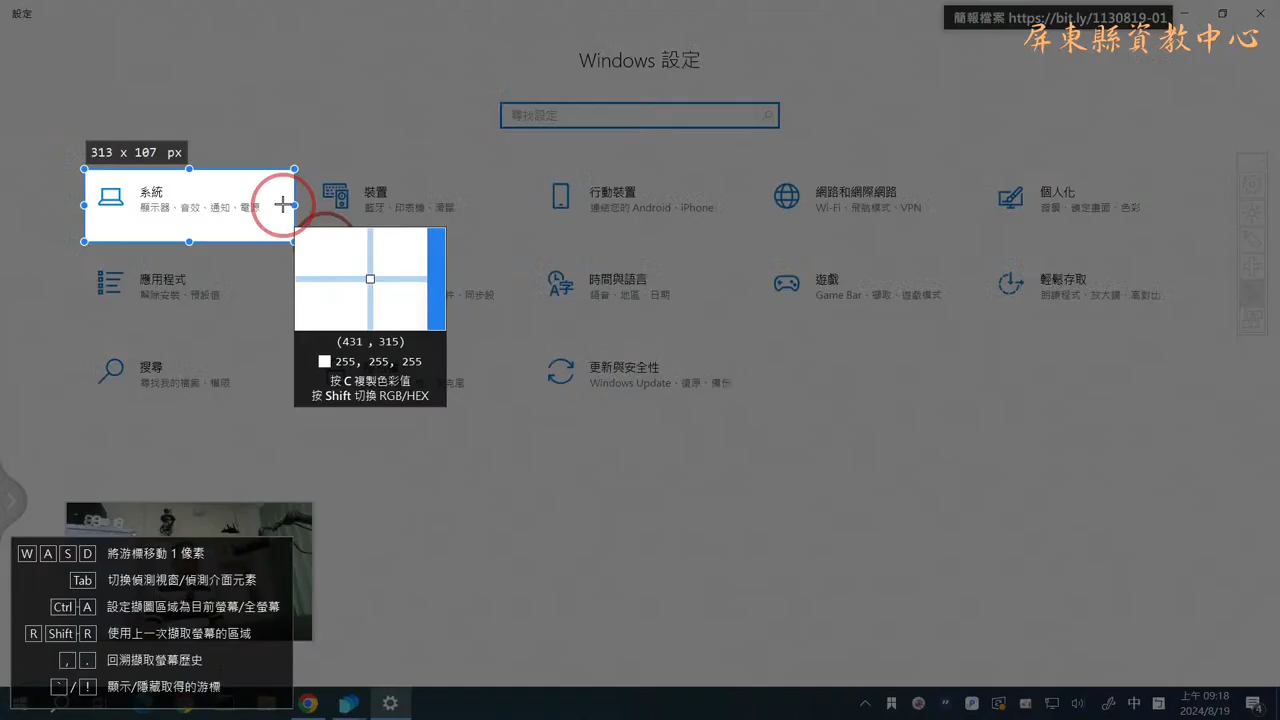 設定
簡報檔案 https://bit.ly/1130819-01
屏東縣資教中心
Windows 設定
尋找設定
313 x 107 px
系統
顯示器、音效、通知、電源
裝置
藍牙、印表機、滑鼠
行動裝置
連結您的 Android、iPhone
網路和網際網路
Wi-Fi、飛航模式、VPN
個人化
背景、鎖定畫面、色彩
應用程式
解除安裝、預設值
件、同步設
時間與語言
語音、地區、日期
遊戲
Game Bar、擷取、遊戲模式
輕鬆存取
朗讀程式、放大鏡、高對比
(431 , 315)
255, 255, 255
按 C 複製色彩值
按 Shift 切換 RGB/HEX
搜尋
尋找我的檔案、權限
克風
更新與安全性
Windows Update、復原、備份
W A S D 將游標移動 1 像素
Tab 切換偵測視窗/偵測介面元素
Ctrl A 設定擷圖區域為目前螢幕/全螢幕
R Shift R 使用上一次擷取螢幕的區域
, . 回溯擷取螢幕歷史
` / ! 顯示/隱藏取得的游標
中
上午 09:18
2024/8/19
4